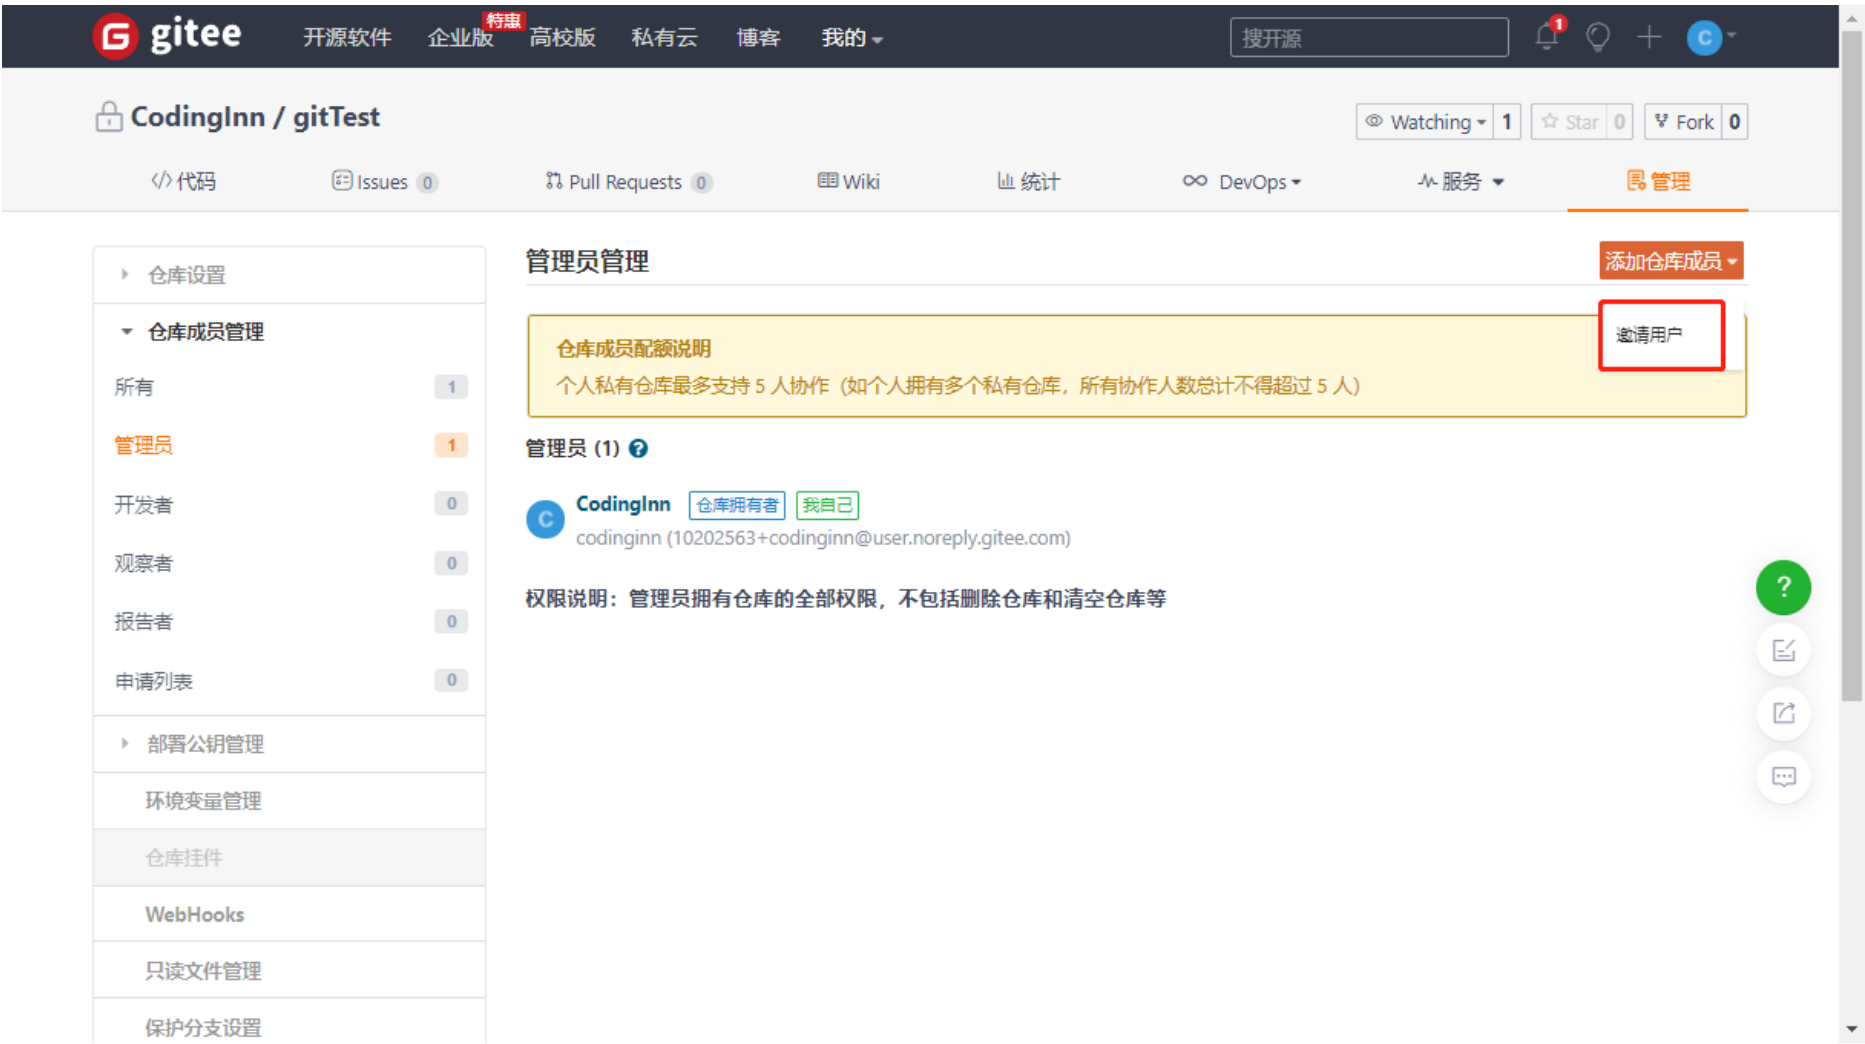 gitee 开源软件 企业版 特惠 高校版 私有云 博客 我的 搜开源 1 C
CodingInn / gitTest Watching 1 Star 0 Fork 0
代码 Issues 0 Pull Requests 0 Wiki 统计 DevOps 服务 管理
仓库设置
仓库成员管理
所有 1
管理员 1
开发者 0
观察者 0
报告者 0
申请列表 0
部署公钥管理
环境变量管理
仓库挂件
WebHooks
只读文件管理
保护分支设置
管理员管理 添加仓库成员
邀请用户
仓库成员配额说明
个人私有仓库最多支持 5 人协作（如个人拥有多个私有仓库，所有协作人数总计不得超过 5 人）
管理员 (1) ?
C CodingInn 仓库拥有者 我自己
codinginn (10202563+codinginn@user.noreply.gitee.com)
权限说明：管理员拥有仓库的全部权限，不包括删除仓库和清空仓库等
?